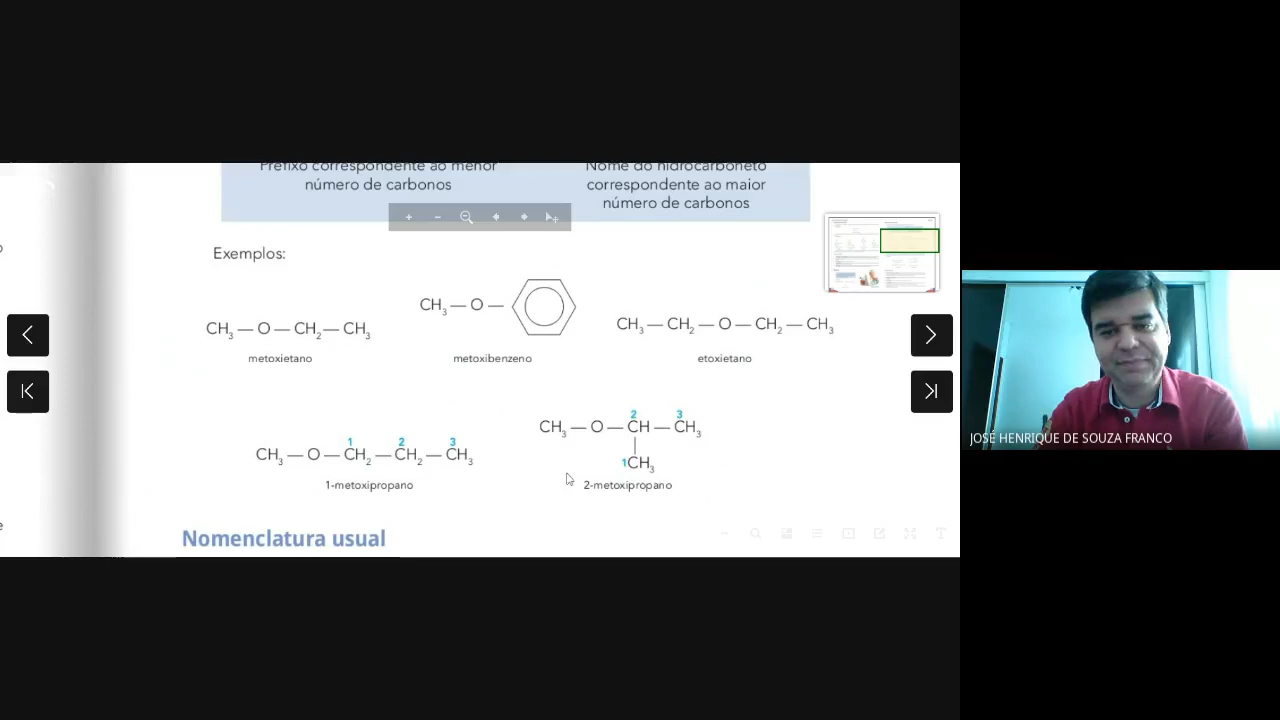 Prefixo correspondente ao menor
número de carbonos
Nome do hidrocarboneto
correspondente ao maior
número de carbonos
Exemplos:
CH₃ — O — CH₂ — CH₃
metoxietano
CH₃ — O —
metoxibenzeno
CH₃ — CH₂ — O — CH₂ — CH₃
etoxietano
1 2 3
CH₃ — O — CH₂ — CH₂ — CH₃
1-metoxipropano
2 3
CH₃ — O — CH — CH₃
1CH₃
2-metoxipropano
Nomenclatura usual
JOSÉ HENRIQUE DE SOUZA FRANCO